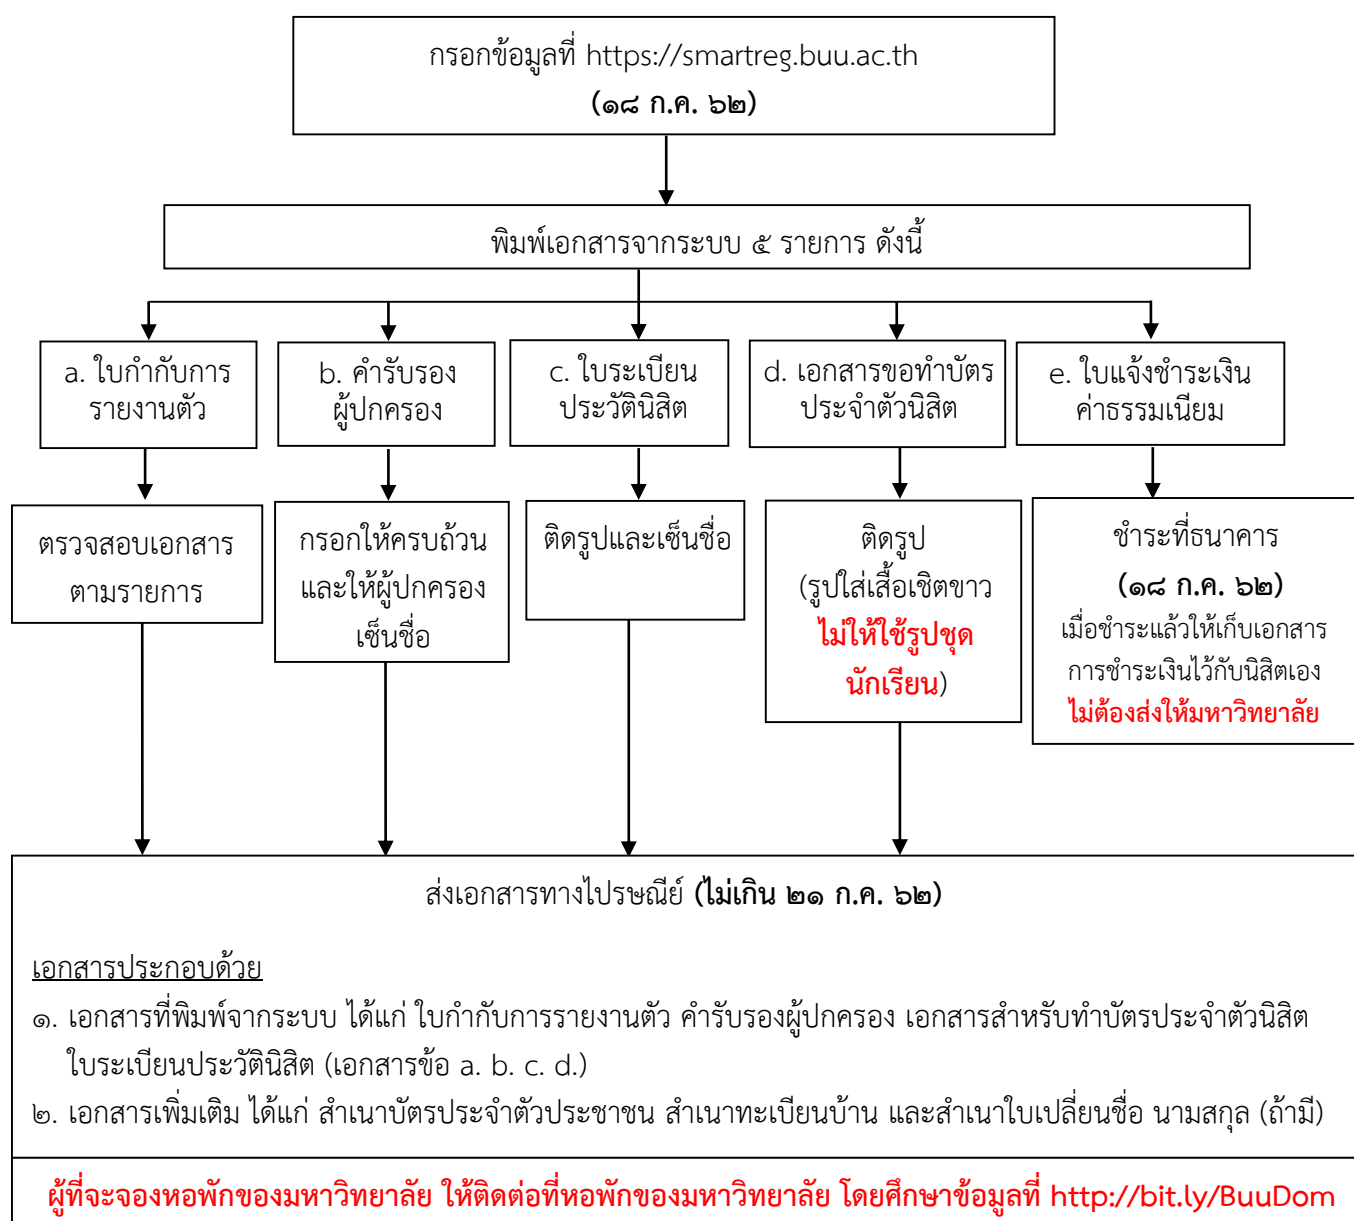 กรอกข้อมูลที่ https://smartreg.buu.ac.th
(๑๘ ก.ค. ๖๒)
พิมพ์เอกสารจากระบบ ๕ รายการ ดังนี้
a. ใบกำกับการ
รายงานตัว
b. คำรับรอง
ผู้ปกครอง
c. ใบระเบียน
ประวัตินิสิต
d. เอกสารขอทำบัตร
ประจำตัวนิสิต
e. ใบแจ้งชำระเงิน
ค่าธรรมเนียม
ตรวจสอบเอกสาร
ตามรายการ
กรอกให้ครบถ้วน
และให้ผู้ปกครอง
เซ็นชื่อ
ติดรูปและเซ็นชื่อ
ติดรูป
(รูปใส่เสื้อเชิตขาว
ไม่ให้ใช้รูปชุด
นักเรียน)
ชำระที่ธนาคาร
(๑๘ ก.ค. ๖๒)
เมื่อชำระแล้วให้เก็บเอกสาร
การชำระเงินไว้กับนิสิตเอง
ไม่ต้องส่งให้มหาวิทยาลัย
ส่งเอกสารทางไปรษณีย์ (ไม่เกิน ๒๑ ก.ค. ๖๒)
เอกสารประกอบด้วย
๑. เอกสารที่พิมพ์จากระบบ ได้แก่ ใบกำกับการรายงานตัว คำรับรองผู้ปกครอง เอกสารสำหรับทำบัตรประจำตัวนิสิต
ใบระเบียนประวัตินิสิต (เอกสารข้อ a. b. c. d.)
๒. เอกสารเพิ่มเติม ได้แก่ สำเนาบัตรประจำตัวประชาชน สำเนาทะเบียนบ้าน และสำเนาใบเปลี่ยนชื่อ นามสกุล (ถ้ามี)
ผู้ที่จะจองหอพักของมหาวิทยาลัย ให้ติดต่อที่หอพักของมหาวิทยาลัย โดยศึกษาข้อมูลที่ http://bit.ly/BuuDom